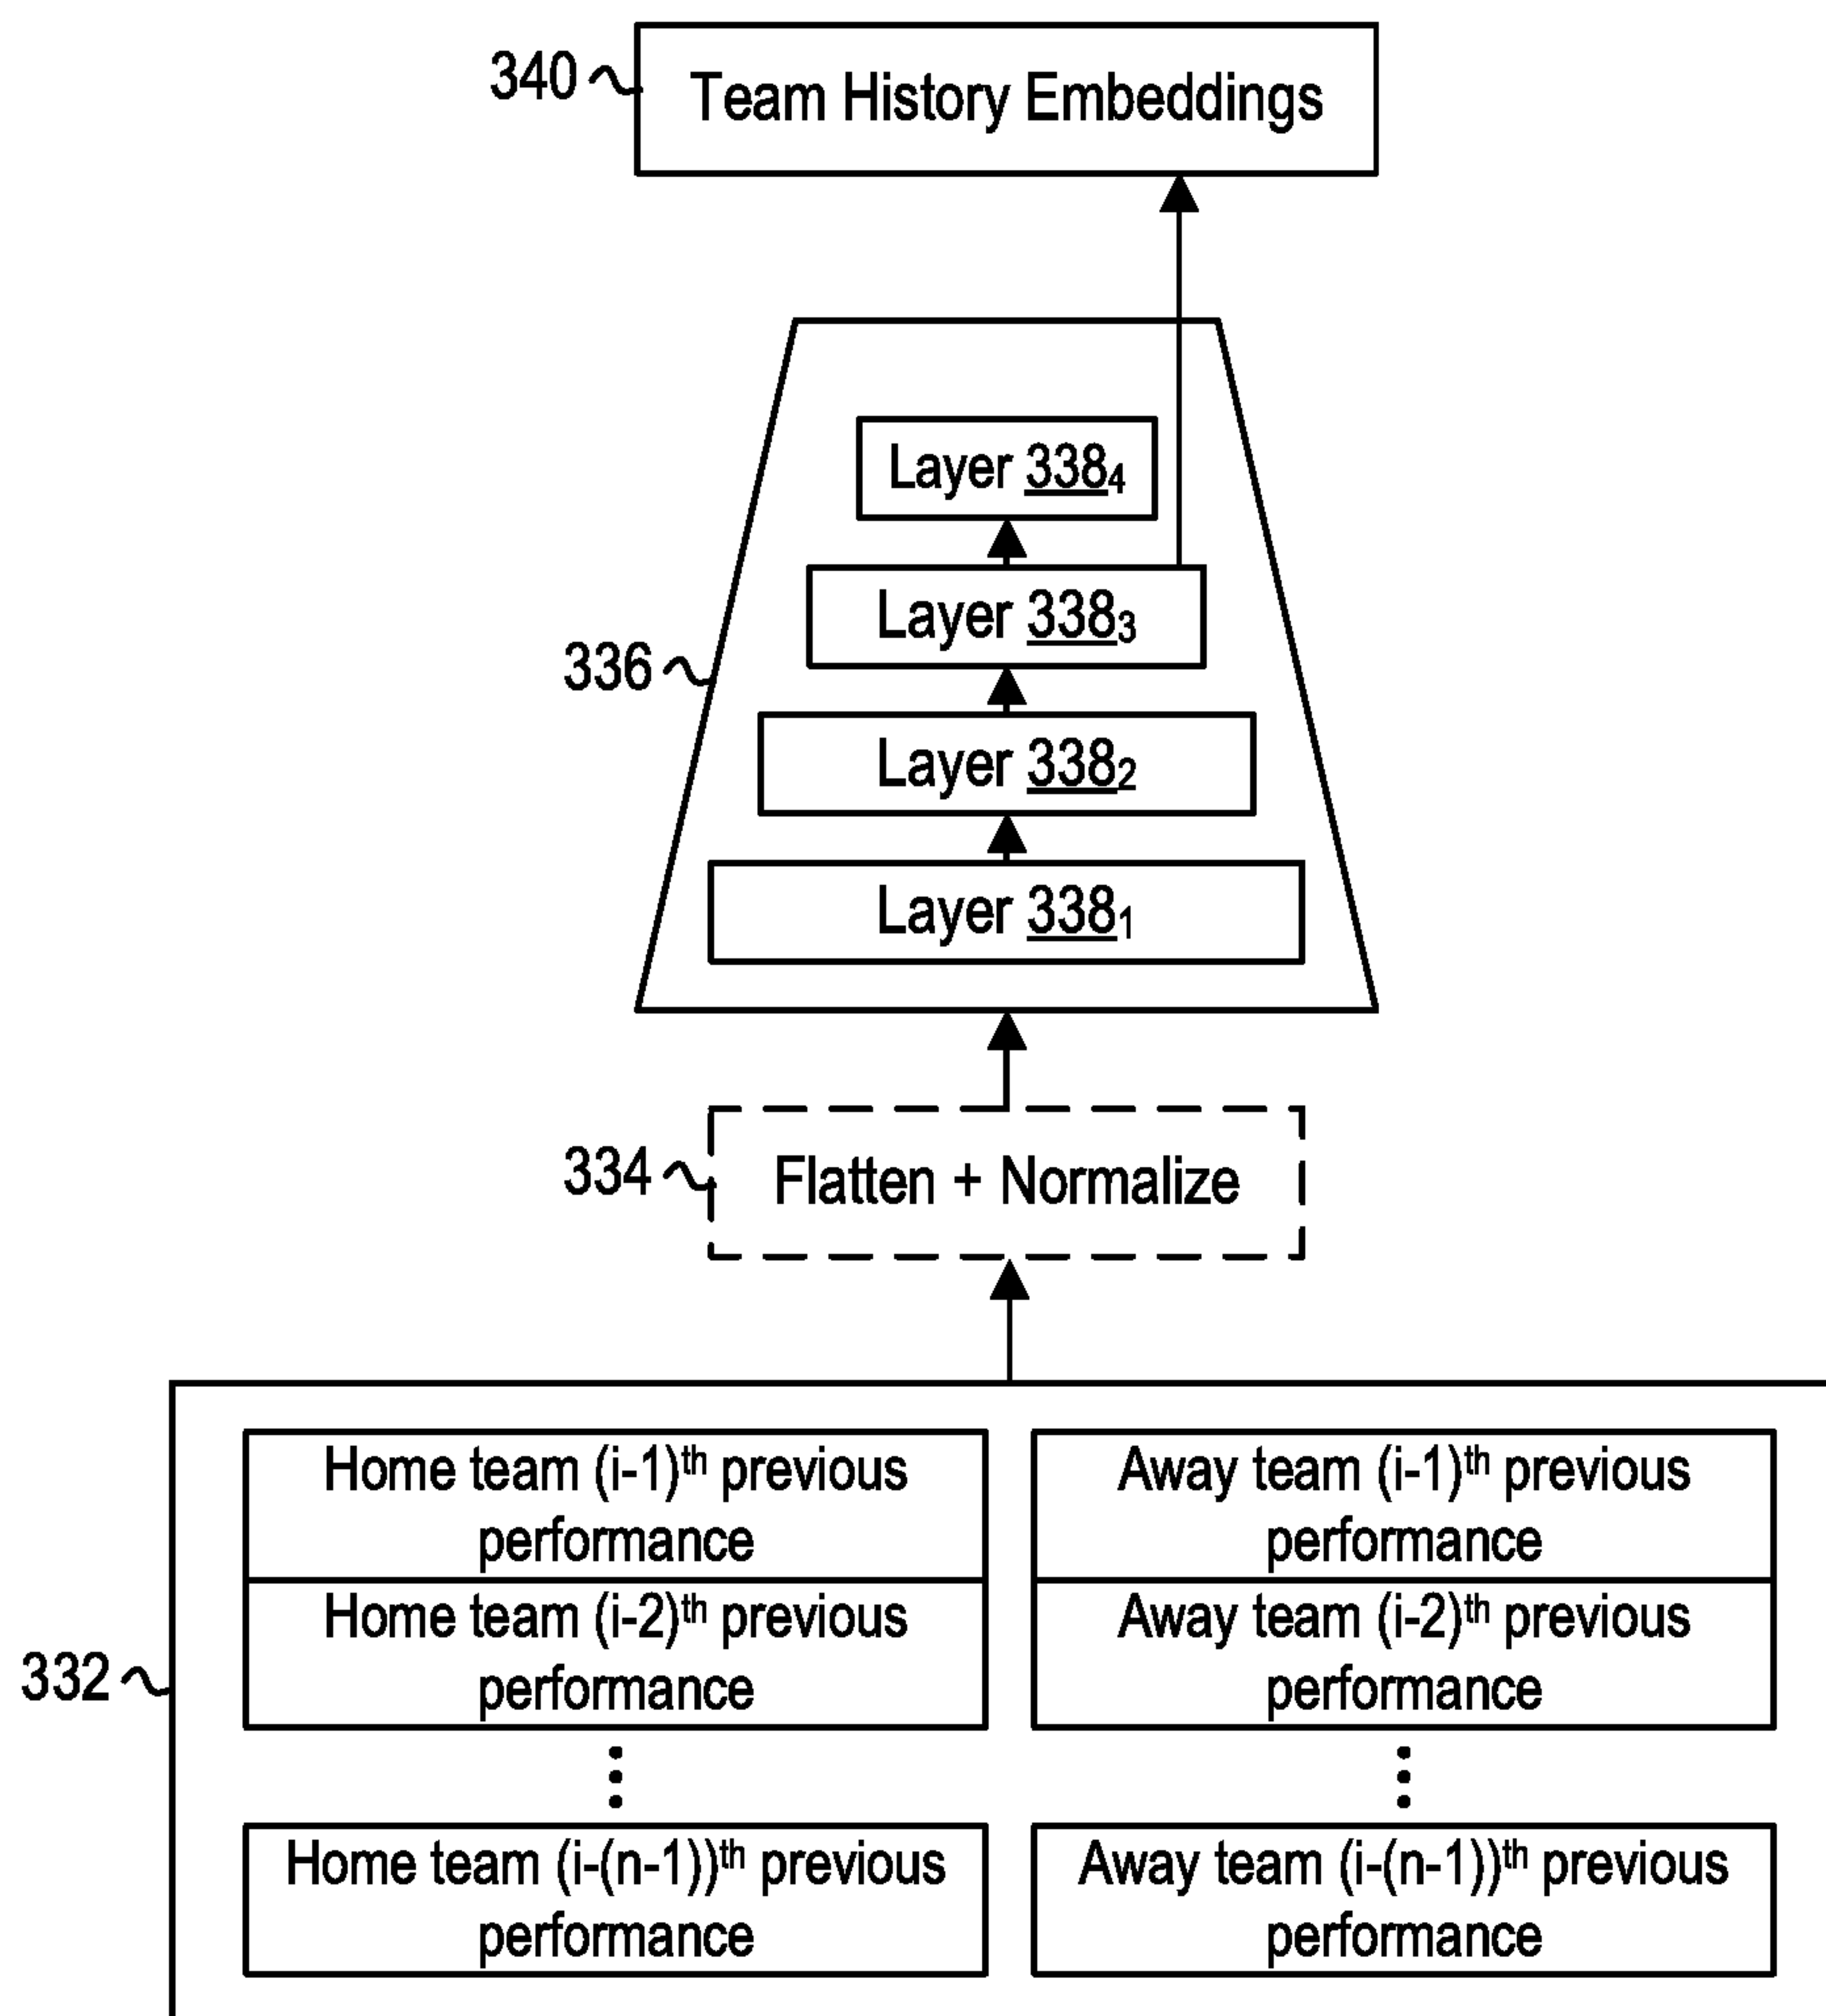 340
Team History Embeddings
Layer 338₄
Layer 338₃
336
Layer 338₂
Layer 338₁
334
Flatten + Normalize
Home team (i-1)ᵗʰ previous
performance
Away team (i-1)ᵗʰ previous
performance
Home team (i-2)ᵗʰ previous
performance
Away team (i-2)ᵗʰ previous
performance
332
Home team (i-(n-1))ᵗʰ previous
performance
Away team (i-(n-1))ᵗʰ previous
performance